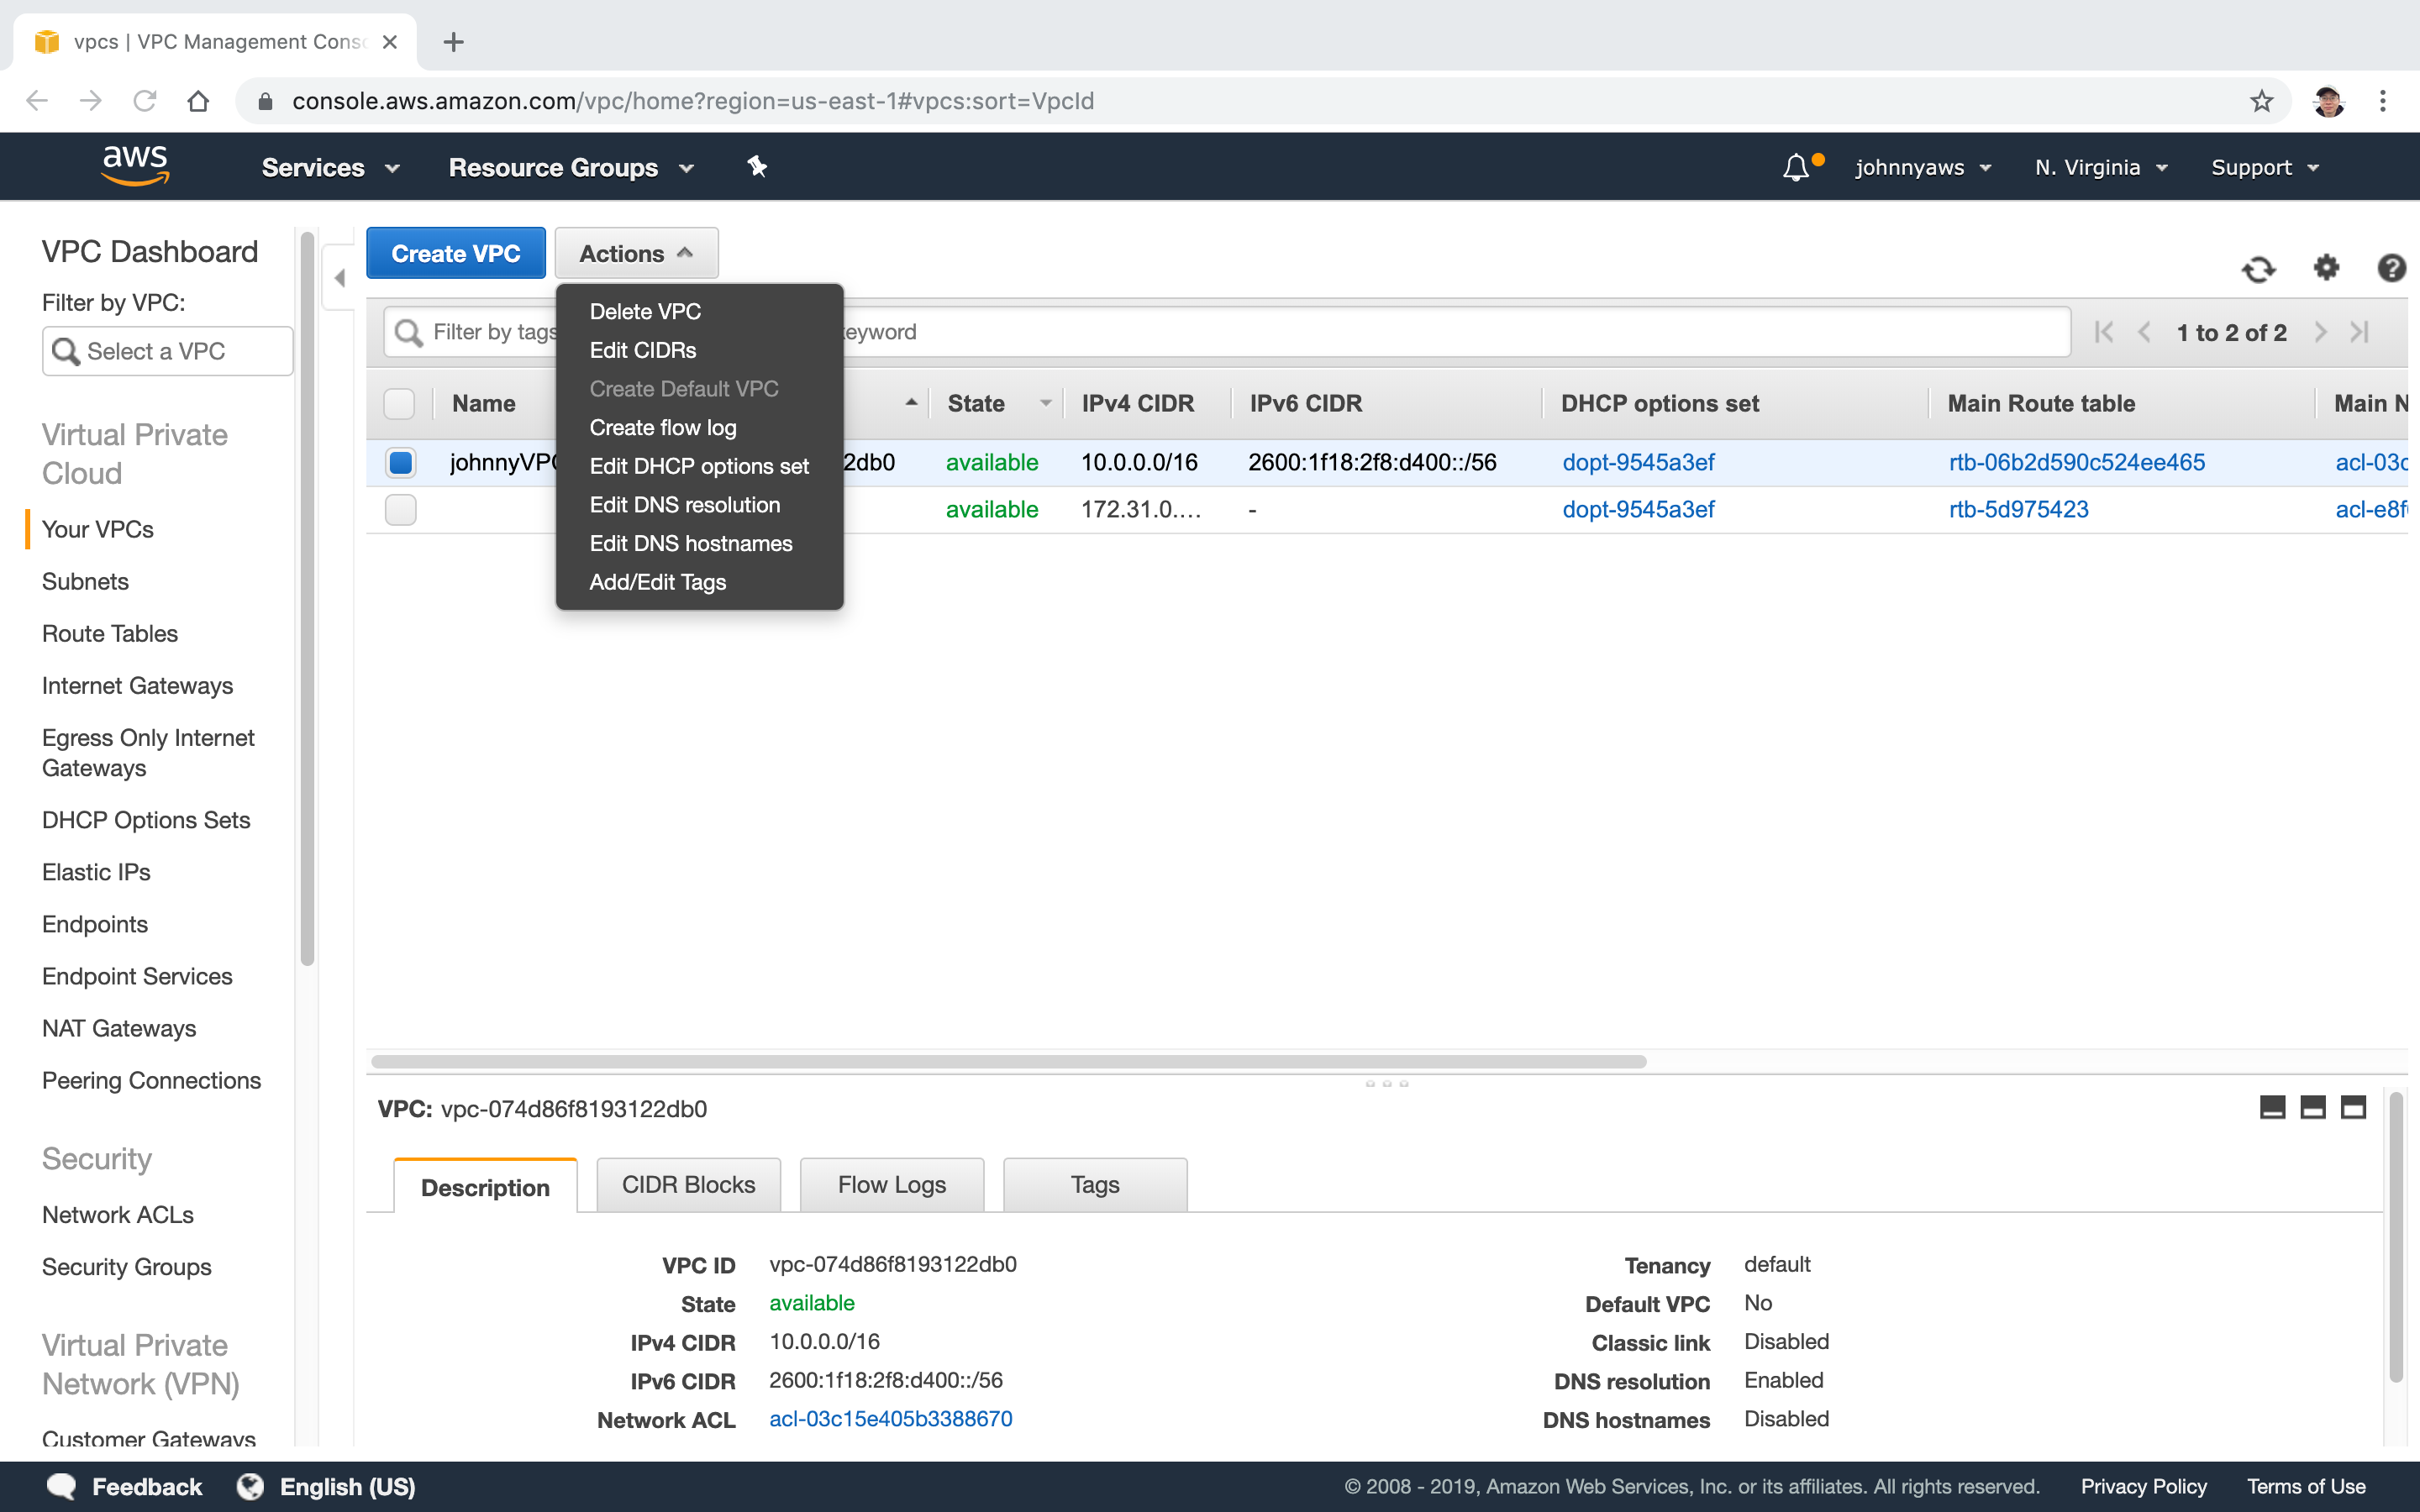 vpcs | VPC Management Conso
console.aws.amazon.com/vpc/home?region=us-east-1#vpcs:sort=VpcId
aws Services Resource Groups johnnyaws N. Virginia Support
VPC Dashboard
Filter by VPC:
Select a VPC
Virtual Private
Cloud
Your VPCs
Subnets
Route Tables
Internet Gateways
Egress Only Internet
Gateways
DHCP Options Sets
Elastic IPs
Endpoints
Endpoint Services
NAT Gateways
Peering Connections
Security
Network ACLs
Security Groups
Virtual Private
Network (VPN)
Customer Gateways
Create VPC Actions
Delete VPC
Edit CIDRs
Create Default VPC
Create flow log
Edit DHCP options set
Edit DNS resolution
Edit DNS hostnames
Add/Edit Tags
Filter by tags eyword 1 to 2 of 2
Name State IPv4 CIDR IPv6 CIDR DHCP options set Main Route table Main N
johnnyVPC 2db0 available 10.0.0.0/16 2600:1f18:2f8:d400::/56 dopt-9545a3ef rtb-06b2d590c524ee465 acl-03c
available 172.31.0.… - dopt-9545a3ef rtb-5d975423 acl-e8f
VPC: vpc-074d86f8193122db0
Description CIDR Blocks Flow Logs Tags
VPC ID vpc-074d86f8193122db0 Tenancy default
State available Default VPC No
IPv4 CIDR 10.0.0.0/16 Classic link Disabled
IPv6 CIDR 2600:1f18:2f8:d400::/56 DNS resolution Enabled
Network ACL acl-03c15e405b3388670 DNS hostnames Disabled
Feedback English (US) © 2008 - 2019, Amazon Web Services, Inc. or its affiliates. All rights reserved. Privacy Policy Terms of Use